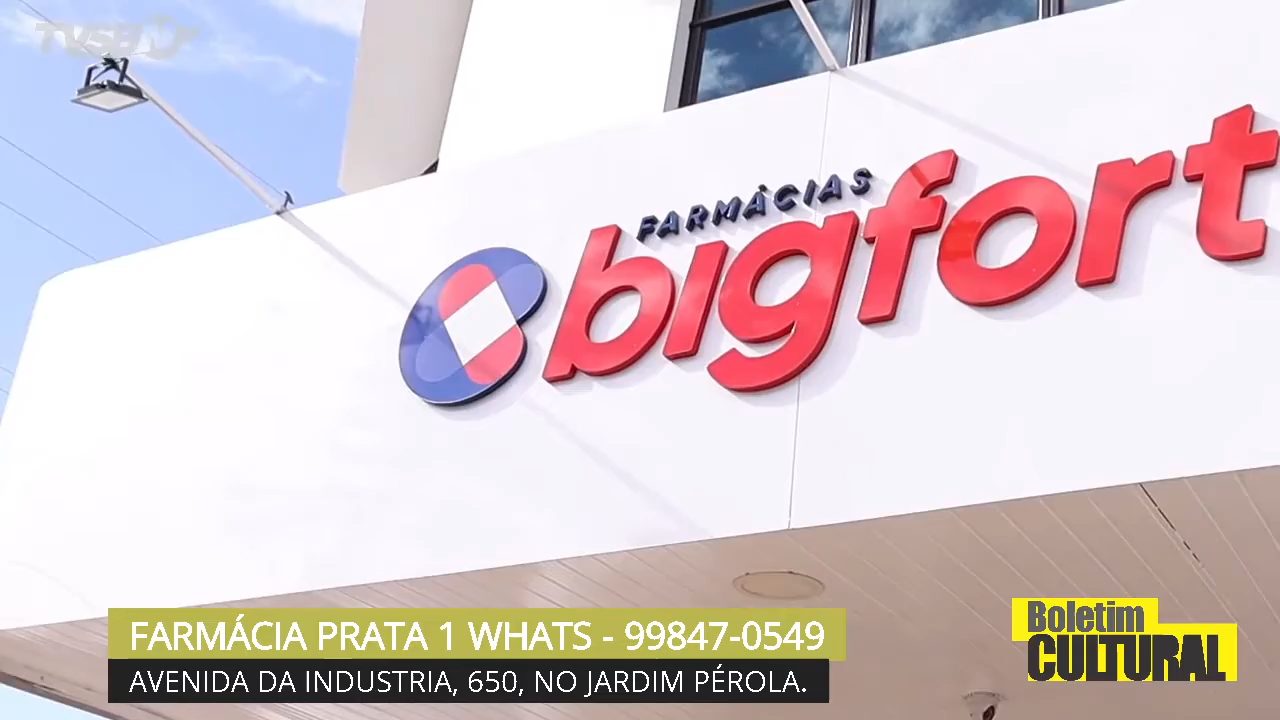 TVSB
FARMÁCIAS
bigfort
FARMÁCIA PRATA 1 WHATS - 99847-0549
AVENIDA DA INDUSTRIA, 650, NO JARDIM PÉROLA.
Boletim
CULTURAL